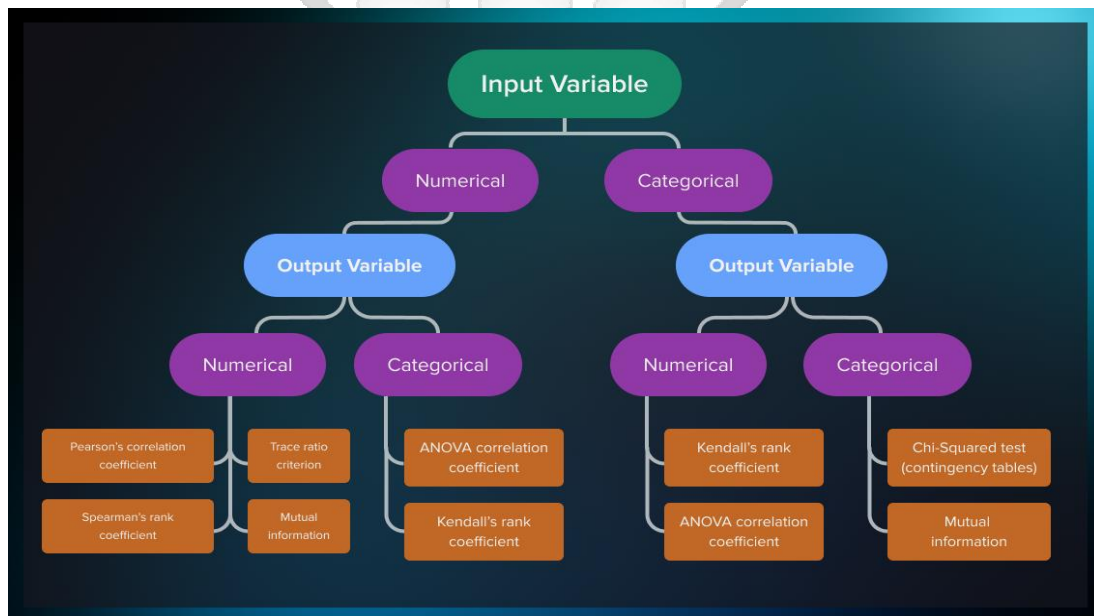 Input Variable
Numerical
Categorical
Output Variable
Output Variable
Numerical
Categorical
Numerical
Categorical
Pearson's correlation
coefficient
Trace ratio
criterion
ANOVA correlation
coefficient
Kendall's rank
coefficient
Chi-Squared test
(contingency tables)
Spearman's rank
coefficient
Mutual
information
Kendall's rank
coefficient
ANOVA correlation
coefficient
Mutual
information